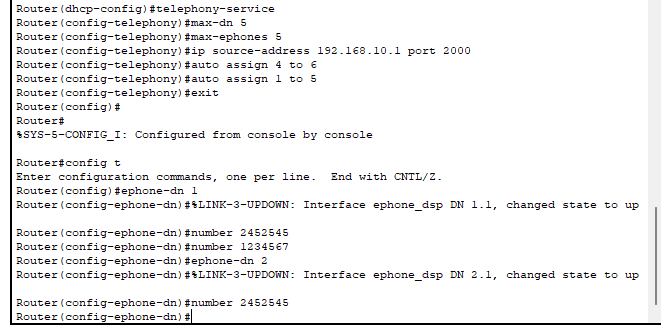 Router(dhcp-config)#telephony-service
Router(config-telephony)#max-dn 5
Router(config-telephony)#max-ephones 5
Router(config-telephony)#ip source-address 192.168.10.1 port 2000
Router(config-telephony)#auto assign 4 to 6
Router(config-telephony)#auto assign 1 to 5
Router(config-telephony)#exit
Router(config)#
Router#
%SYS-5-CONFIG_I: Configured from console by console
Router#config t
Enter configuration commands, one per line.  End with CNTL/Z.
Router(config)#ephone-dn 1
Router(config-ephone-dn)#%LINK-3-UPDOWN: Interface ephone_dsp DN 1.1, changed state to up
Router(config-ephone-dn)#number 2452545
Router(config-ephone-dn)#number 1234567
Router(config-ephone-dn)#ephone-dn 2
Router(config-ephone-dn)#%LINK-3-UPDOWN: Interface ephone_dsp DN 2.1, changed state to up
Router(config-ephone-dn)#number 2452545
Router(config-ephone-dn)#